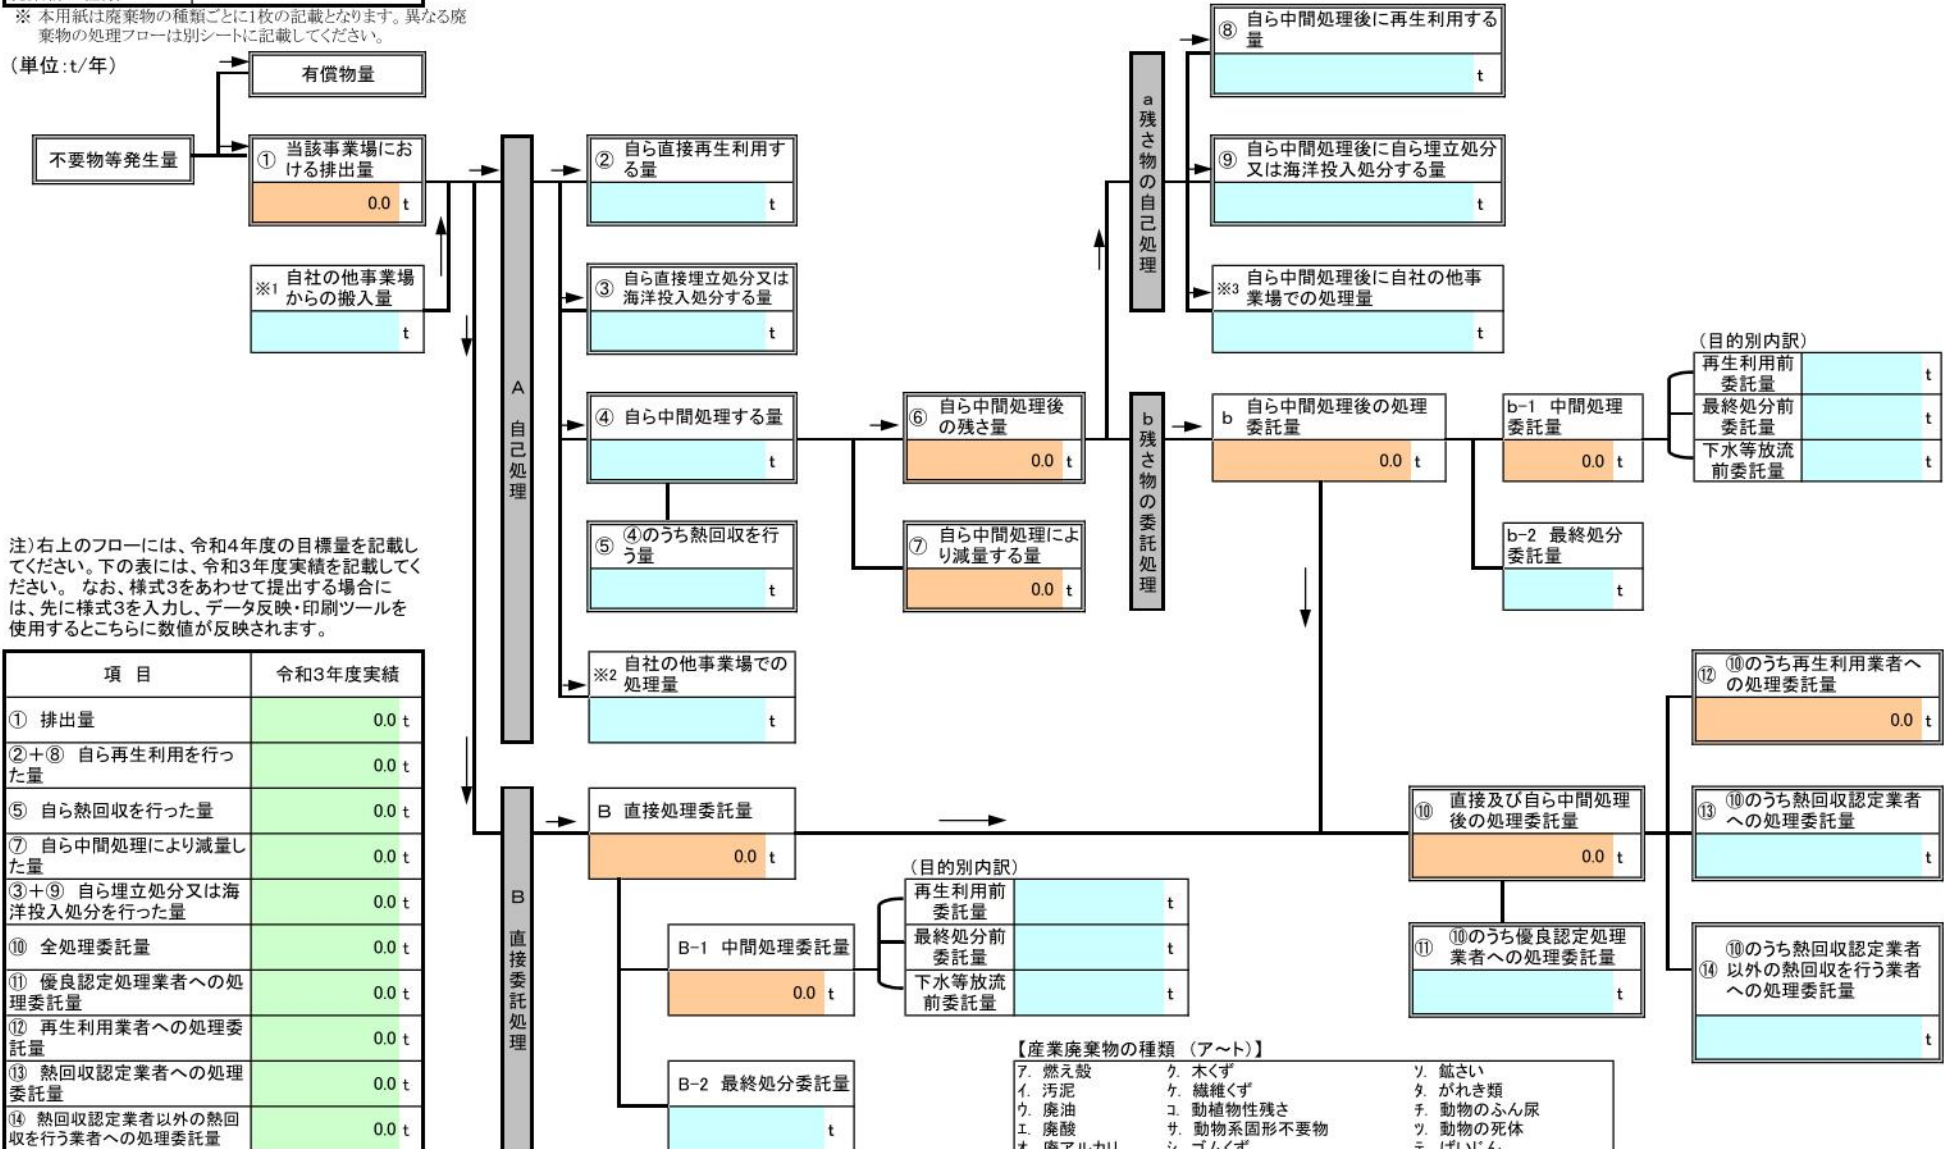 ※ 本用紙は廃棄物の種類ごとに1枚の記載となります。異なる廃
棄物の処理フローは別シートに記載してください。
(単位:t/年)
有償物量
不要物等発生量
① 当該事業場にお
ける排出量
0.0 t
※1 自社の他事業場
からの搬入量
t
A 自己処理
② 自ら直接再生利用す
る量
t
③ 自ら直接埋立処分又は
海洋投入処分する量
t
④ 自ら中間処理する量
t
⑤ ④のうち熱回収を行
う量
t
※2 自社の他事業場での
処理量
t
⑥ 自ら中間処理後
の残さ量
0.0 t
⑦ 自ら中間処理によ
り減量する量
0.0 t
a残さ物の自己処理
⑧ 自ら中間処理後に再生利用する
量
t
⑨ 自ら中間処理後に自ら埋立処分
又は海洋投入処分する量
t
※3 自ら中間処理後に自社の他事
業場での処理量
t
b残さ物の委託処理
b 自ら中間処理後の処理
委託量
0.0 t
b-1 中間処理
委託量
0.0 t
b-2 最終処分
委託量
t
(目的別内訳)
再生利用前
委託量
t
最終処分前
委託量
t
下水等放流
前委託量
t
注)右上のフローには、令和4年度の目標量を記載し
てください。下の表には、令和3年度実績を記載してく
ださい。 なお、様式3をあわせて提出する場合に
は、先に様式3を入力し、データ反映・印刷ツールを
使用するとこちらに数値が反映されます。
項 目 令和3年度実績
① 排出量 0.0 t
②+⑧ 自ら再生利用を行っ
た量 0.0 t
⑤ 自ら熱回収を行った量 0.0 t
⑦ 自ら中間処理により減量し
た量 0.0 t
③+⑨ 自ら埋立処分又は海
洋投入処分を行った量 0.0 t
⑩ 全処理委託量 0.0 t
⑪ 優良認定処理業者への処
理委託量 0.0 t
⑫ 再生利用業者への処理委
託量 0.0 t
⑬ 熱回収認定業者への処理
委託量 0.0 t
⑭ 熱回収認定業者以外の熱回
収を行う業者への処理委託量 0.0 t
B 直接委託処理
B 直接処理委託量
0.0 t
B-1 中間処理委託量
0.0 t
B-2 最終処分委託量
t
(目的別内訳)
再生利用前
委託量
t
最終処分前
委託量
t
下水等放流
前委託量
t
⑩ 直接及び自ら中間処理
後の処理委託量
0.0 t
⑪ ⑩のうち優良認定処理
業者への処理委託量
t
⑫ ⑩のうち再生利用業者へ
の処理委託量
0.0 t
⑬ ⑩のうち熱回収認定業者
への処理委託量
t
⑭ ⑩のうち熱回収認定業者
以外の熱回収を行う業者
への処理委託量
t
【産業廃棄物の種類 (ア~ト)】
ア. 燃え殻 ク. 木くず ソ. 鉱さい
イ. 汚泥 ケ. 繊維くず タ. がれき類
ウ. 廃油 コ. 動植物性残さ チ. 動物のふん尿
エ. 廃酸 サ. 動物系固形不要物 ツ. 動物の死体
オ. 廃アルカリ シ. ゴムくず テ. ばいじん